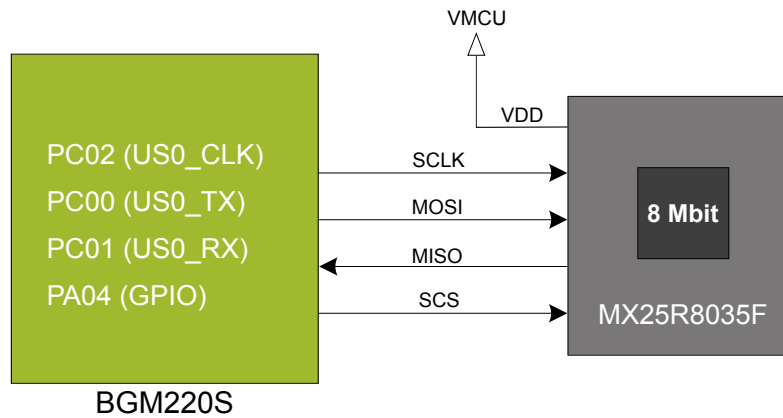 VMCU
VDD
PC02 (US0_CLK)
SCLK
PC00 (US0_TX)
MOSI
8 Mbit
PC01 (US0_RX)
MISO
PA04 (GPIO)
SCS
MX25R8035F
BGM220S